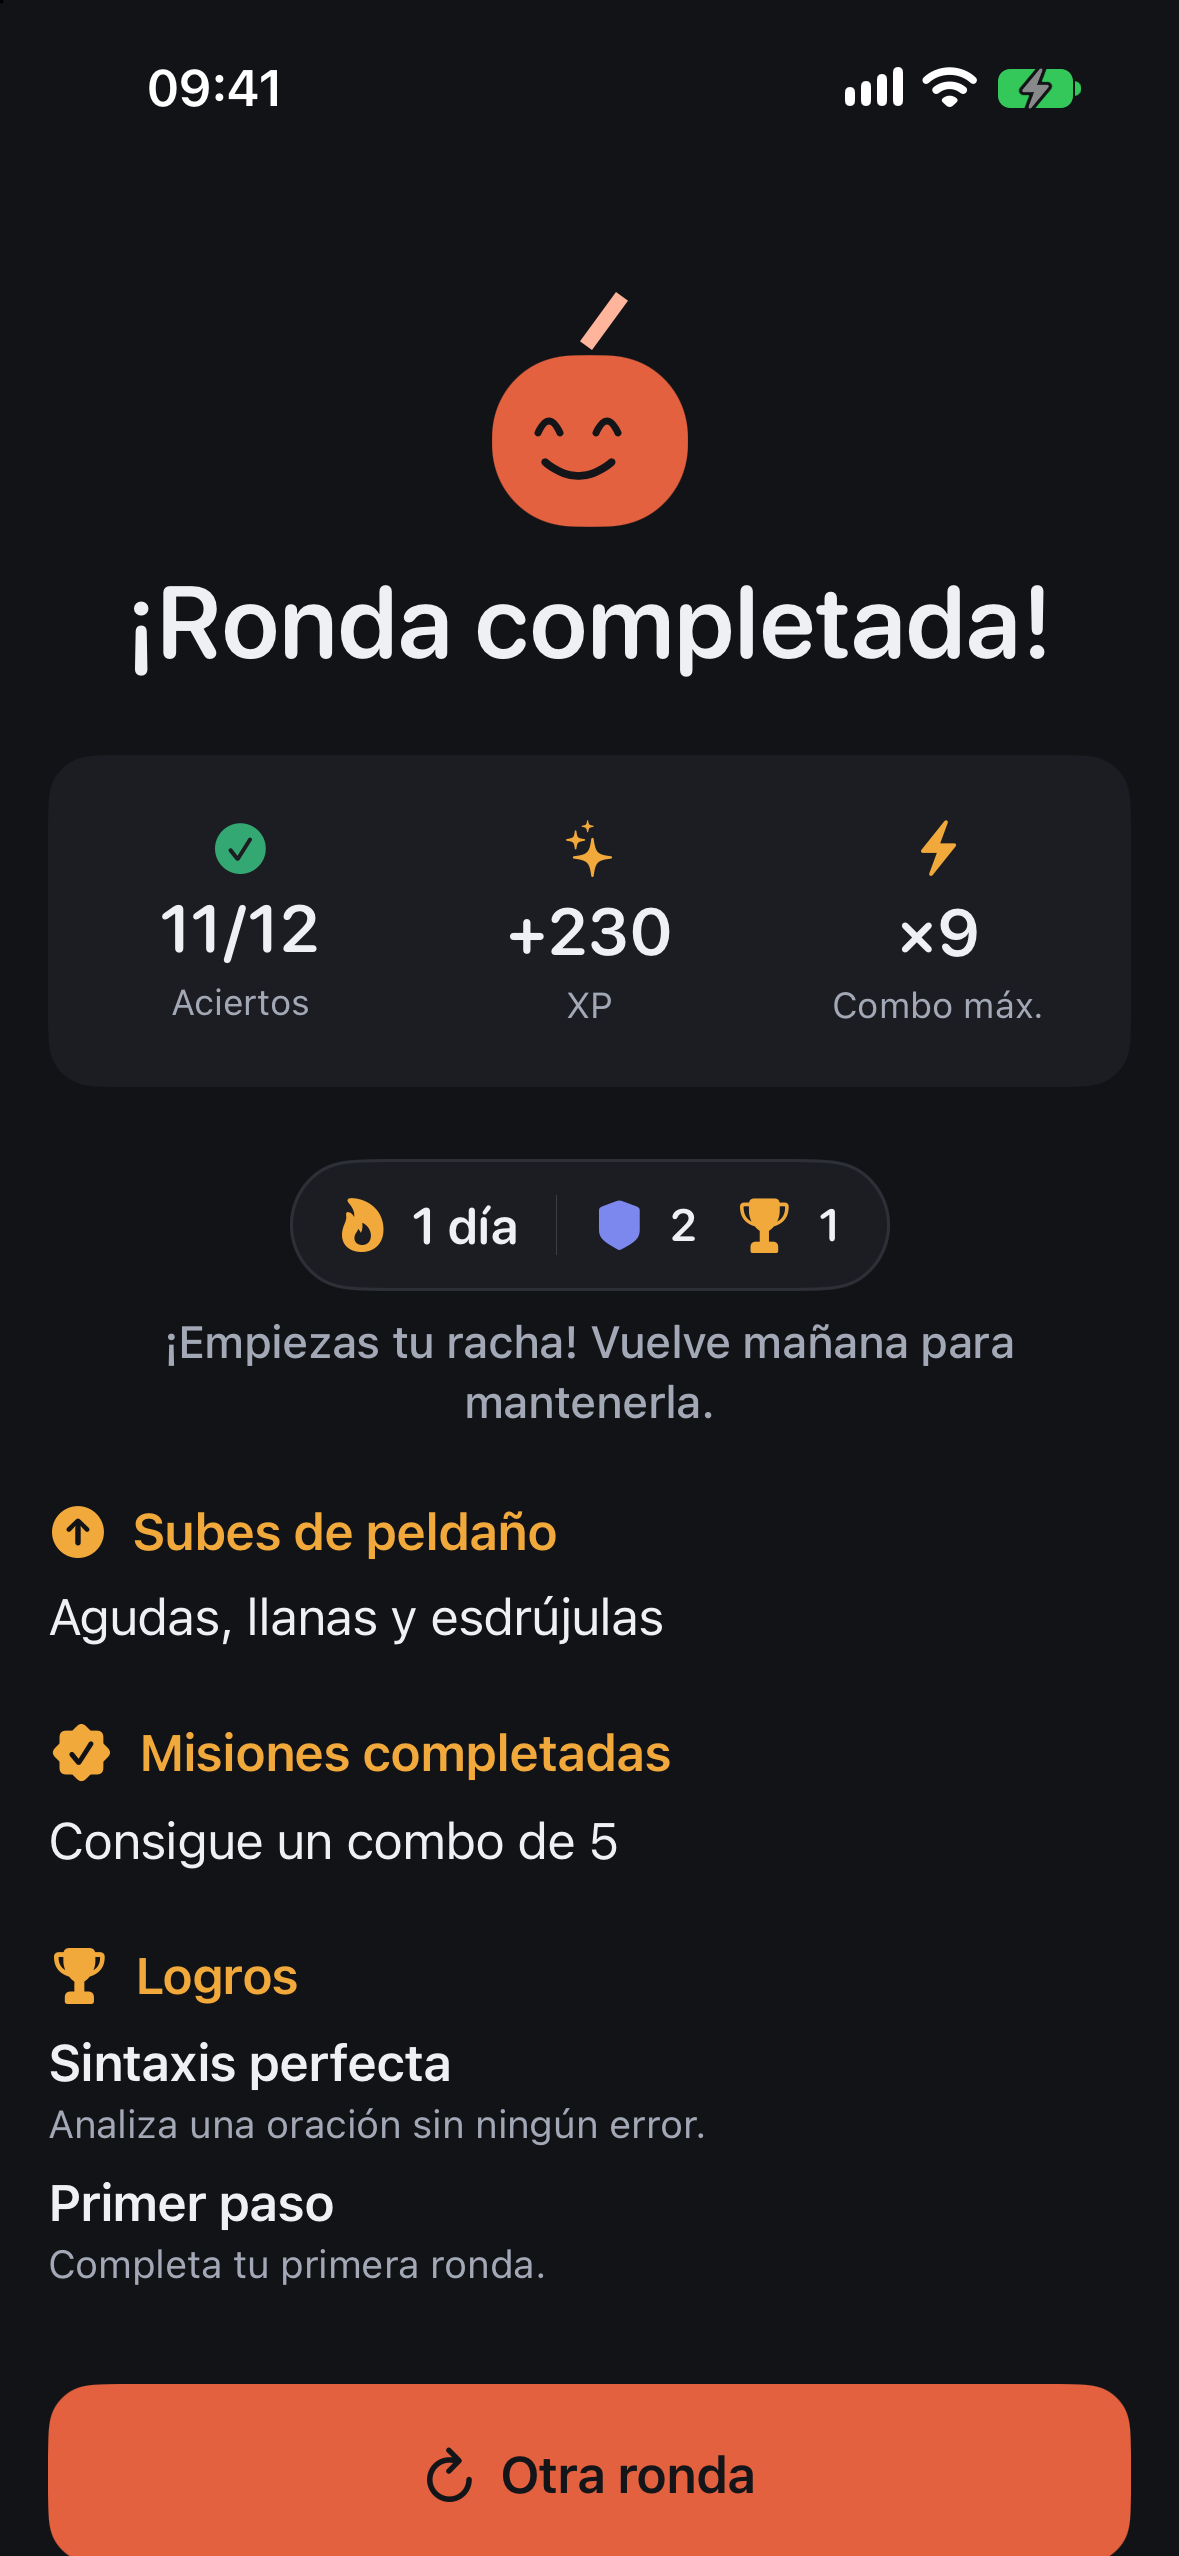 09:41
¡Ronda completada!
11/12
Aciertos
+230
XP
×9
Combo máx.
1 día
2
1
¡Empiezas tu racha! Vuelve mañana para
mantenerla.
Subes de peldaño
Agudas, llanas y esdrújulas
Misiones completadas
Consigue un combo de 5
Logros
Sintaxis perfecta
Analiza una oración sin ningún error.
Primer paso
Completa tu primera ronda.
Otra ronda